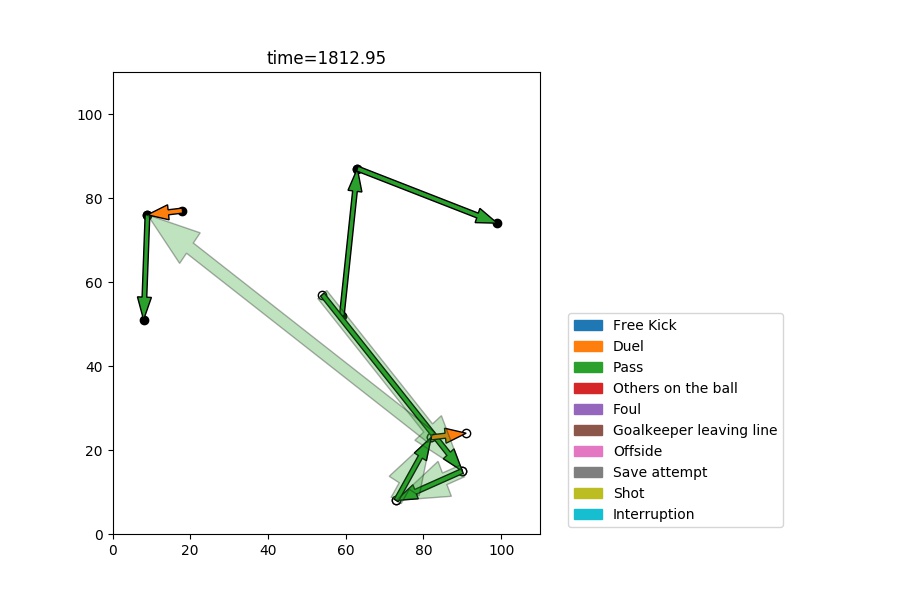 time=1812.95
100
80
60
40
20
0
0 20 40 60 80 100
Free Kick
Duel
Pass
Others on the ball
Foul
Goalkeeper leaving line
Offside
Save attempt
Shot
Interruption